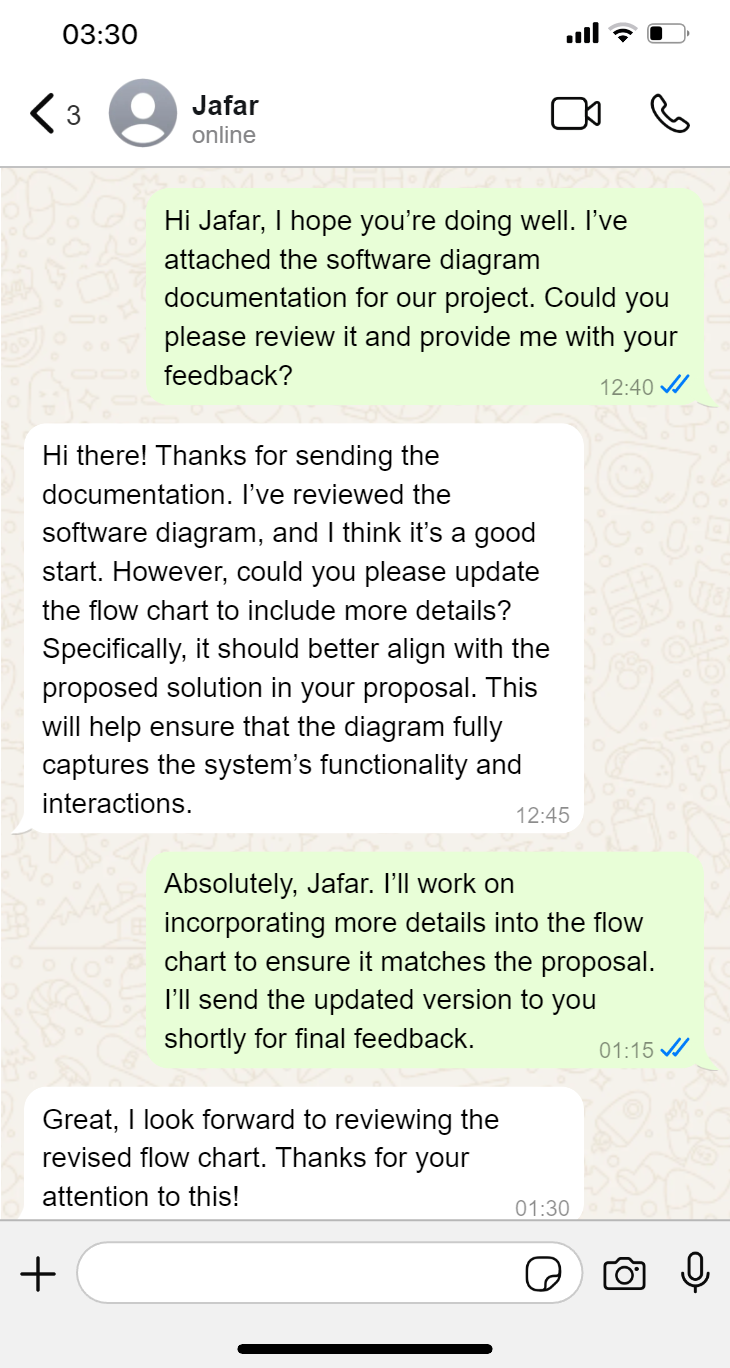 03:30
3
Jafar
online
Hi Jafar, I hope you’re doing well. I’ve
attached the software diagram
documentation for our project. Could you
please review it and provide me with your
feedback?
12:40
Hi there! Thanks for sending the
documentation. I’ve reviewed the
software diagram, and I think it’s a good
start. However, could you please update
the flow chart to include more details?
Specifically, it should better align with the
proposed solution in your proposal. This
will help ensure that the diagram fully
captures the system’s functionality and
interactions.
12:45
Absolutely, Jafar. I’ll work on
incorporating more details into the flow
chart to ensure it matches the proposal.
I’ll send the updated version to you
shortly for final feedback.
01:15
Great, I look forward to reviewing the
revised flow chart. Thanks for your
attention to this!
01:30